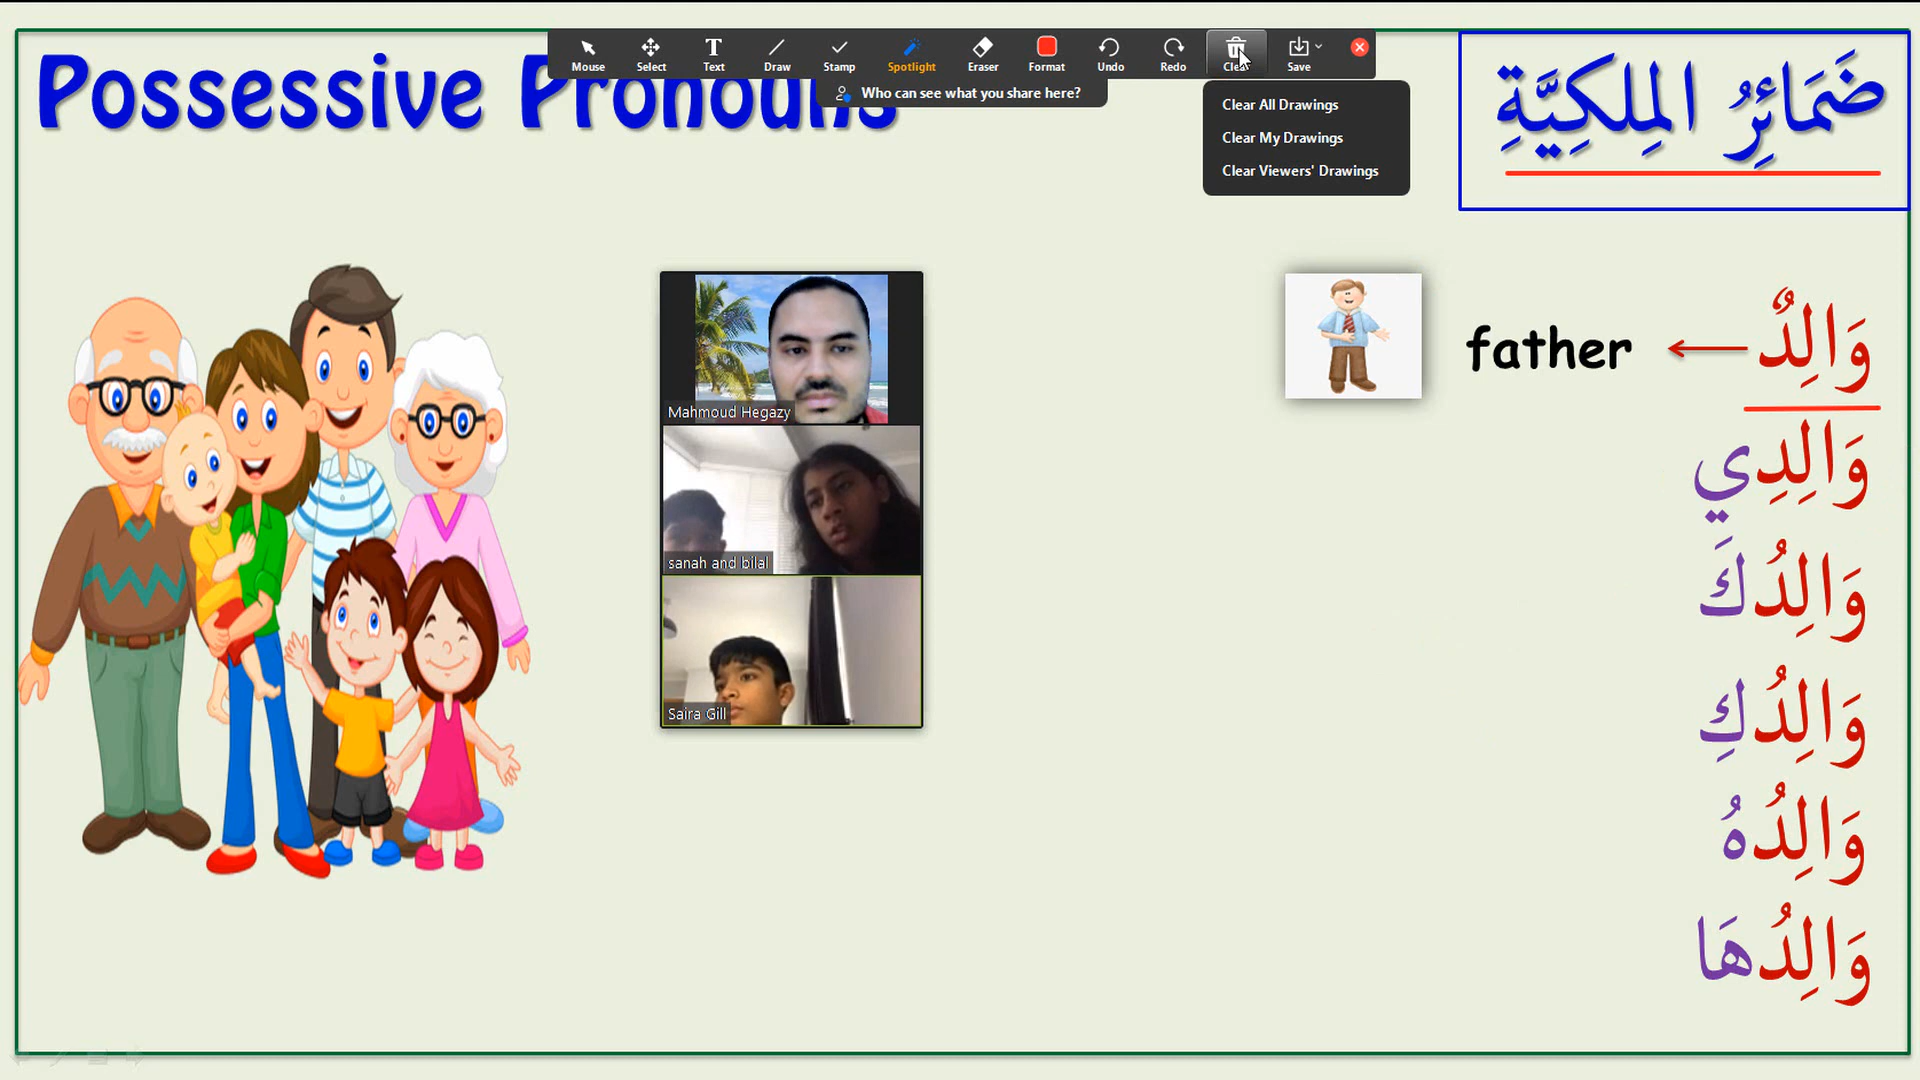 Mouse Select Text Draw Stamp Spotlight Eraser Format Undo Redo Clear Save
Who can see what you share here?
Clear All Drawings
Clear My Drawings
Clear Viewers' Drawings
Possessive Pronouns
ضَمَائِرُ المِلكِيَّةِ
Mahmoud Hegazy
sanah and bilal
Saira Gill
وَالِدٌ father
وَالِدِي
وَالِدُكَ
وَالِدُكِ
وَالِدُهُ
وَالِدُهَا